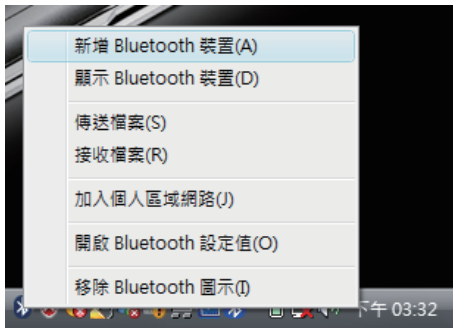 新增 Bluetooth 裝置(A)
顯示 Bluetooth 裝置(D)
傳送檔案(S)
接收檔案(R)
加入個人區域網路(J)
開啟 Bluetooth 設定值(O)
移除 Bluetooth 圖示(I)
下午 03:32